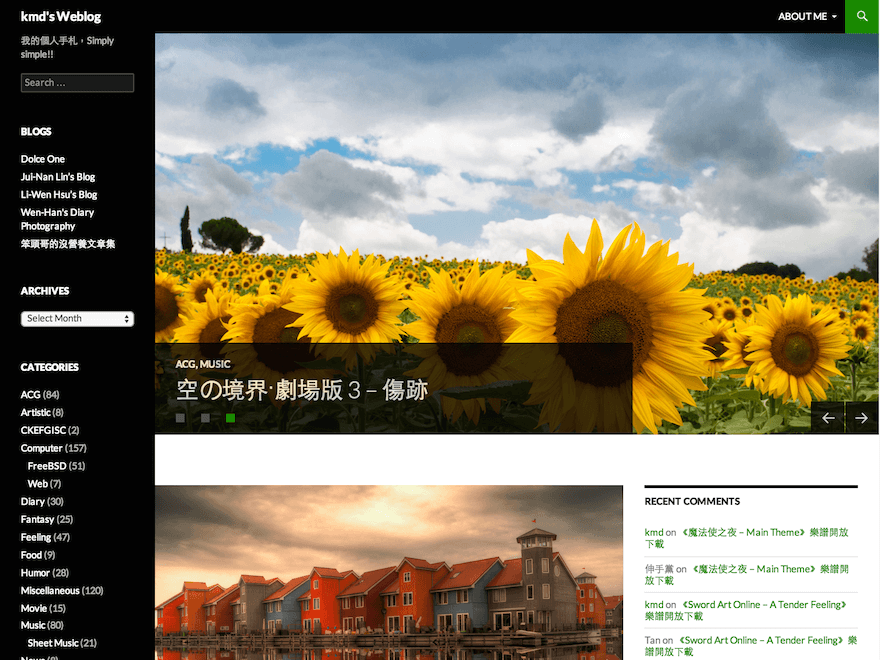 kmd's Weblog
ABOUT ME
我的個人手札，Simply
simple!!
Search …
BLOGS
Dolce One
Jui-Nan Lin's Blog
Li-Wen Hsu's Blog
Wen-Han's Diary
Photography
笨頭哥的沒營養文章集
ARCHIVES
Select Month
CATEGORIES
ACG (84)
Artistic (8)
CKEFGISC (2)
Computer (157)
FreeBSD (51)
Web (7)
Diary (30)
Fantasy (25)
Feeling (47)
Food (9)
Humor (28)
Miscellaneous (120)
Movie (15)
Music (80)
Sheet Music (21)
ACG, MUSIC
空の境界·劇場版 3 – 傷跡
RECENT COMMENTS
kmd on 《魔法使之夜 – Main Theme》樂譜開放
下載
伸手黨 on 《魔法使之夜 – Main Theme》樂譜開
放下載
kmd on 《Sword Art Online – A Tender Feeling》
樂譜開放下載
Tan on 《Sword Art Online – A Tender Feeling》樂
譜開放下載